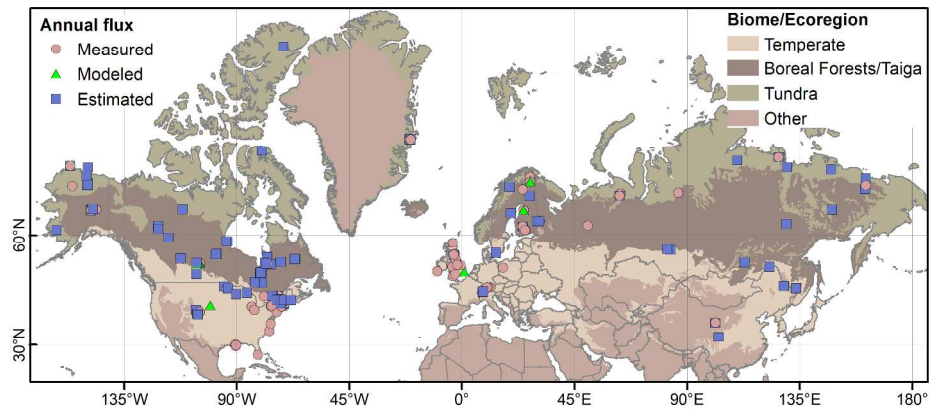 Annual flux
Measured
Modeled
Estimated
Biome/Ecoregion
Temperate
Boreal Forests/Taiga
Tundra
Other
60°N
30°N
135°W 90°W 45°W 0° 45°E 90°E 135°E 180°